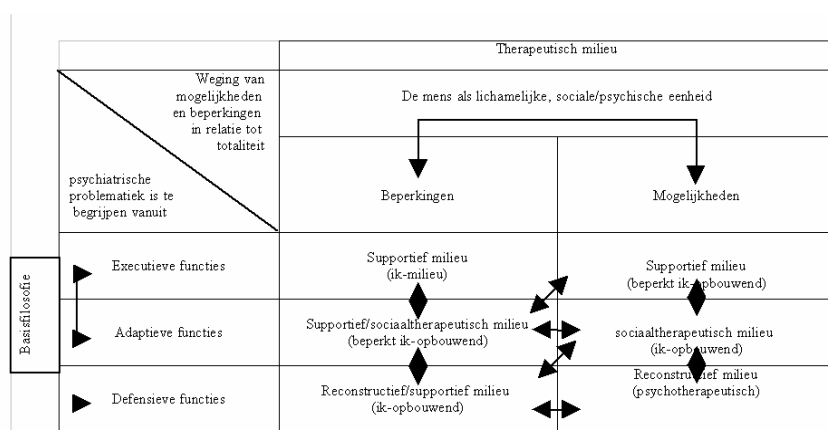 Therapeutisch milieu
Weging van
mogelijkheden
en beperkingen
in relatie tot
totaliteit
De mens als lichamelijke, sociale/psychische eenheid
psychiatrische
problematiek is te
begrijpen vanuit
Beperkingen
Mogelijkheden
Basisfilosofie
Executieve functies
Supportief milieu
(ik-milieu)
Supportief milieu
(beperkt ik-opbouwend)
Adaptieve functies
Supportief/sociaaltherapeutisch milieu
(beperkt ik-opbouwend)
sociaaltherapeutisch milieu
(ik-opbouwend)
Defensieve functies
Reconstructief/supportief milieu
(ik-opbouwend)
Reconstructief milieu
(psychotherapeutisch)